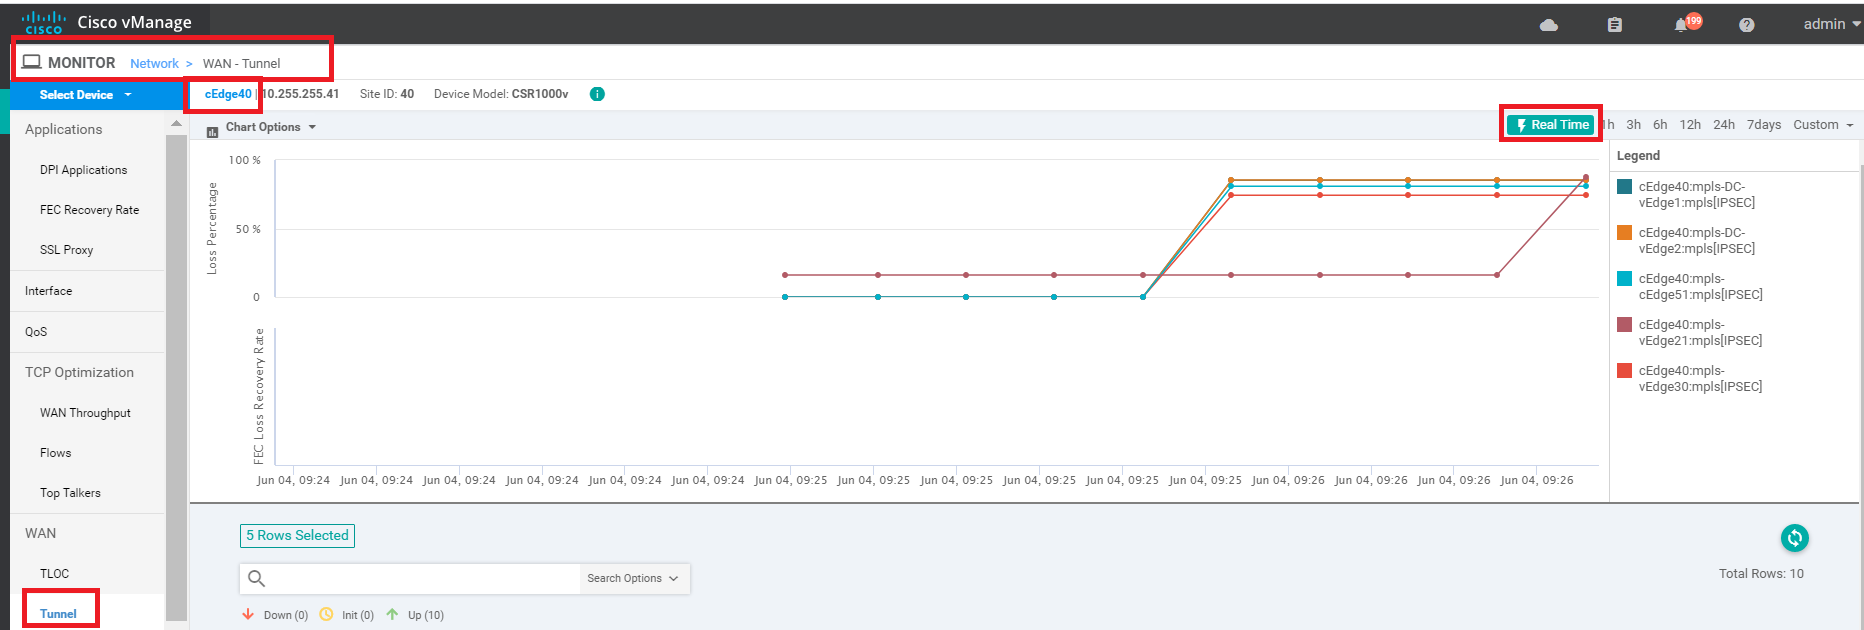 cisco
Cisco vManage
199
?
admin
MONITOR Network > WAN - Tunnel
Select Device
cEdge40 | 10.255.255.41 Site ID: 40 Device Model: CSR1000v i
Applications
DPI Applications
FEC Recovery Rate
SSL Proxy
Interface
QoS
TCP Optimization
WAN Throughput
Flows
Top Talkers
WAN
TLOC
Tunnel
Chart Options
Real Time 1h 3h 6h 12h 24h 7days Custom
Loss Percentage
100 %
50 %
0
FEC Loss Recovery Rate
Jun 04, 09:24 Jun 04, 09:24 Jun 04, 09:24 Jun 04, 09:24 Jun 04, 09:24 Jun 04, 09:24 Jun 04, 09:25 Jun 04, 09:25 Jun 04, 09:25 Jun 04, 09:25 Jun 04, 09:25 Jun 04, 09:25 Jun 04, 09:26 Jun 04, 09:26 Jun 04, 09:26 Jun 04, 09:26
Legend
cEdge40:mpls-DC-
vEdge1:mpls[IPSEC]
cEdge40:mpls-DC-
vEdge2:mpls[IPSEC]
cEdge40:mpls-
cEdge51:mpls[IPSEC]
cEdge40:mpls-
vEdge21:mpls[IPSEC]
cEdge40:mpls-
vEdge30:mpls[IPSEC]
5 Rows Selected
Search Options
Total Rows: 10
Down (0) Init (0) Up (10)